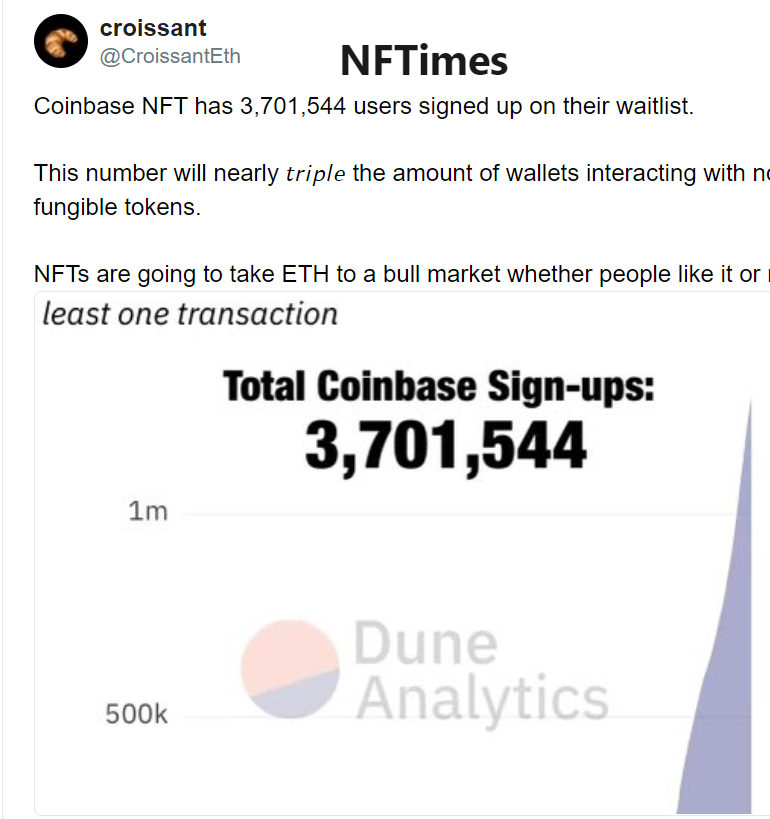 croissant
@CroissantEth
NFTimes
Coinbase NFT has 3,701,544 users signed up on their waitlist.
This number will nearly triple the amount of wallets interacting with
fungible tokens.
NFTs are going to take ETH to a bull market whether people like it or
least one transaction
Total Coinbase Sign-ups:
3,701,544
1m
Dune
Analytics
500k